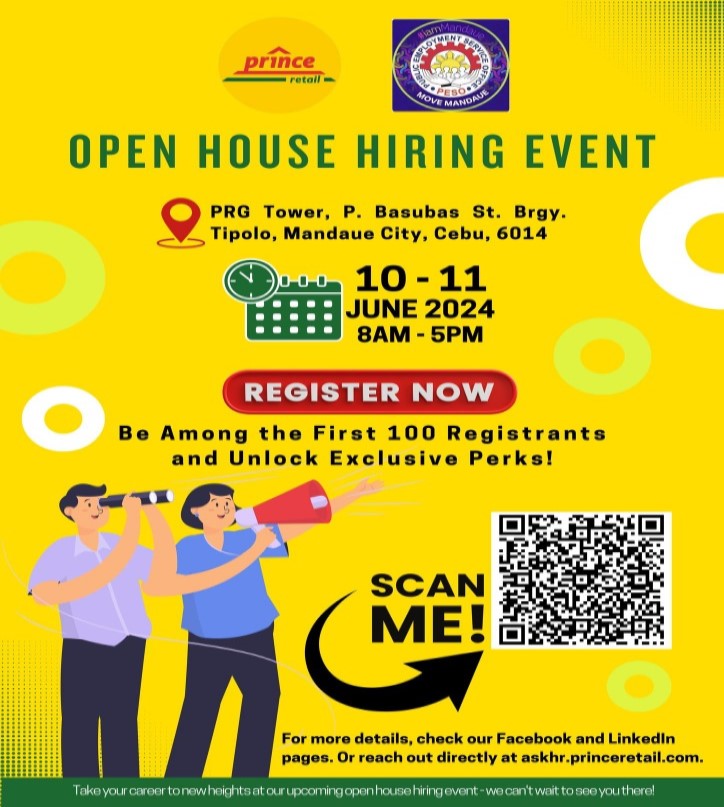 prince
retail
#iamMandaue
PUBLIC EMPLOYMENT SERVICE OFFICE
PESO
MOVE MANDAUE
OPEN HOUSE HIRING EVENT
PRG Tower, P. Basubas St. Brgy.
Tipolo, Mandaue City, Cebu, 6014
10 - 11
JUNE 2024
8AM - 5PM
REGISTER NOW
Be Among the First 100 Registrants
and Unlock Exclusive Perks!
SCAN
ME!
For more details, check our Facebook and LinkedIn
pages. Or reach out directly at askhr.princeretail.com.
Take your career to new heights at our upcoming open house hiring event - we can't wait to see you there!